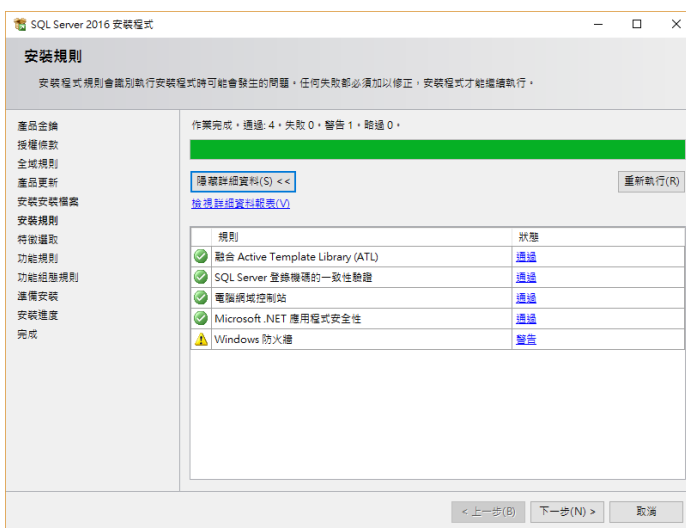 SQL Server 2016 安裝程式
安裝規則
安裝程式規則會識別執行安裝程式時可能會發生的問題。任何失敗都必須加以修正，安裝程式才能繼續執行。
產品金鑰
授權條款
全域規則
產品更新
安裝安裝檔案
安裝規則
特徵選取
功能規則
功能組態規則
準備安裝
安裝進度
完成
作業完成。通過: 4。失敗 0。警告 1。略過 0。
隱藏詳細資料(S) <<
重新執行(R)
檢視詳細資料報表(V)
規則 狀態
融合 Active Template Library (ATL) 通過
SQL Server 登錄機碼的一致性驗證 通過
電腦網域控制站 通過
Microsoft .NET 應用程式安全性 通過
Windows 防火牆 警告
< 上一步(B) 下一步(N) > 取消